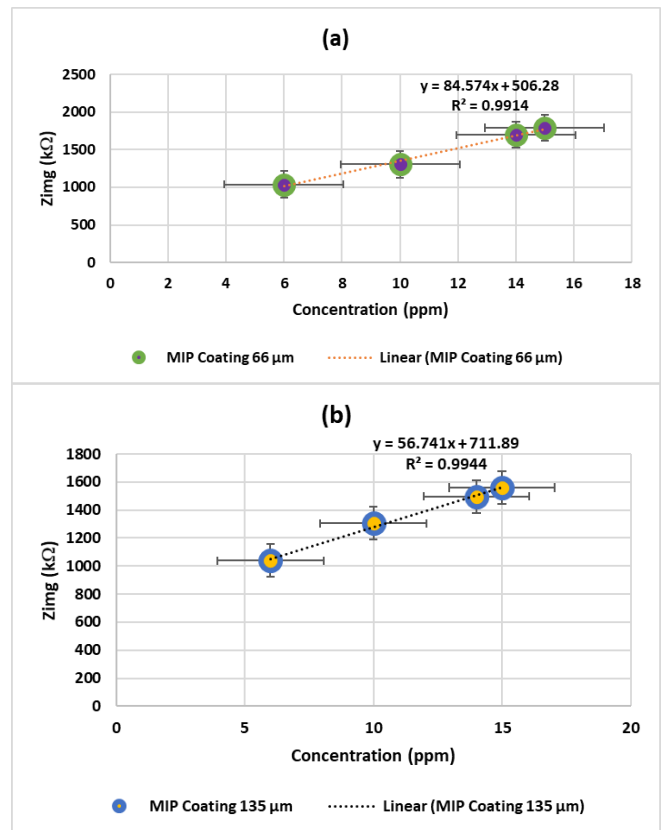 (a)
y = 84.574x + 506.28
R² = 0.9914
2500
2000
1500
1000
500
0
Zimg (kΩ)
0 2 4 6 8 10 12 14 16 18
Concentration (ppm)
MIP Coating 66 μm Linear (MIP Coating 66 μm)
(b)
y = 56.741x + 711.89
R² = 0.9944
1800
1600
1400
1200
1000
800
600
400
200
0
Zimg (kΩ)
0 5 10 15 20
Concentration (ppm)
MIP Coating 135 μm Linear (MIP Coating 135 μm)